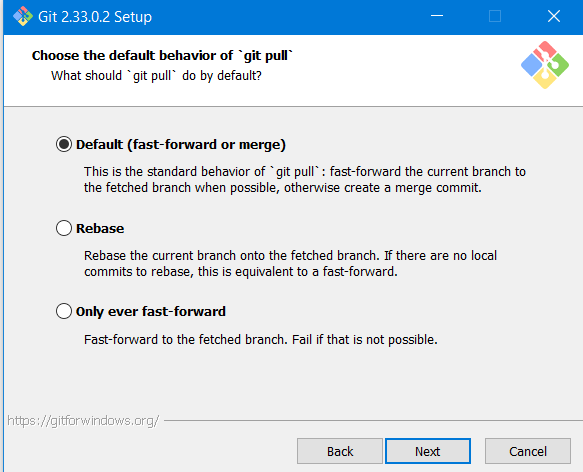 Git 2.33.0.2 Setup
Choose the default behavior of `git pull`
What should `git pull` do by default?
Default (fast-forward or merge)
This is the standard behavior of `git pull`: fast-forward the current branch to
the fetched branch when possible, otherwise create a merge commit.
Rebase
Rebase the current branch onto the fetched branch. If there are no local
commits to rebase, this is equivalent to a fast-forward.
Only ever fast-forward
Fast-forward to the fetched branch. Fail if that is not possible.
https://gitforwindows.org/
Back
Next
Cancel